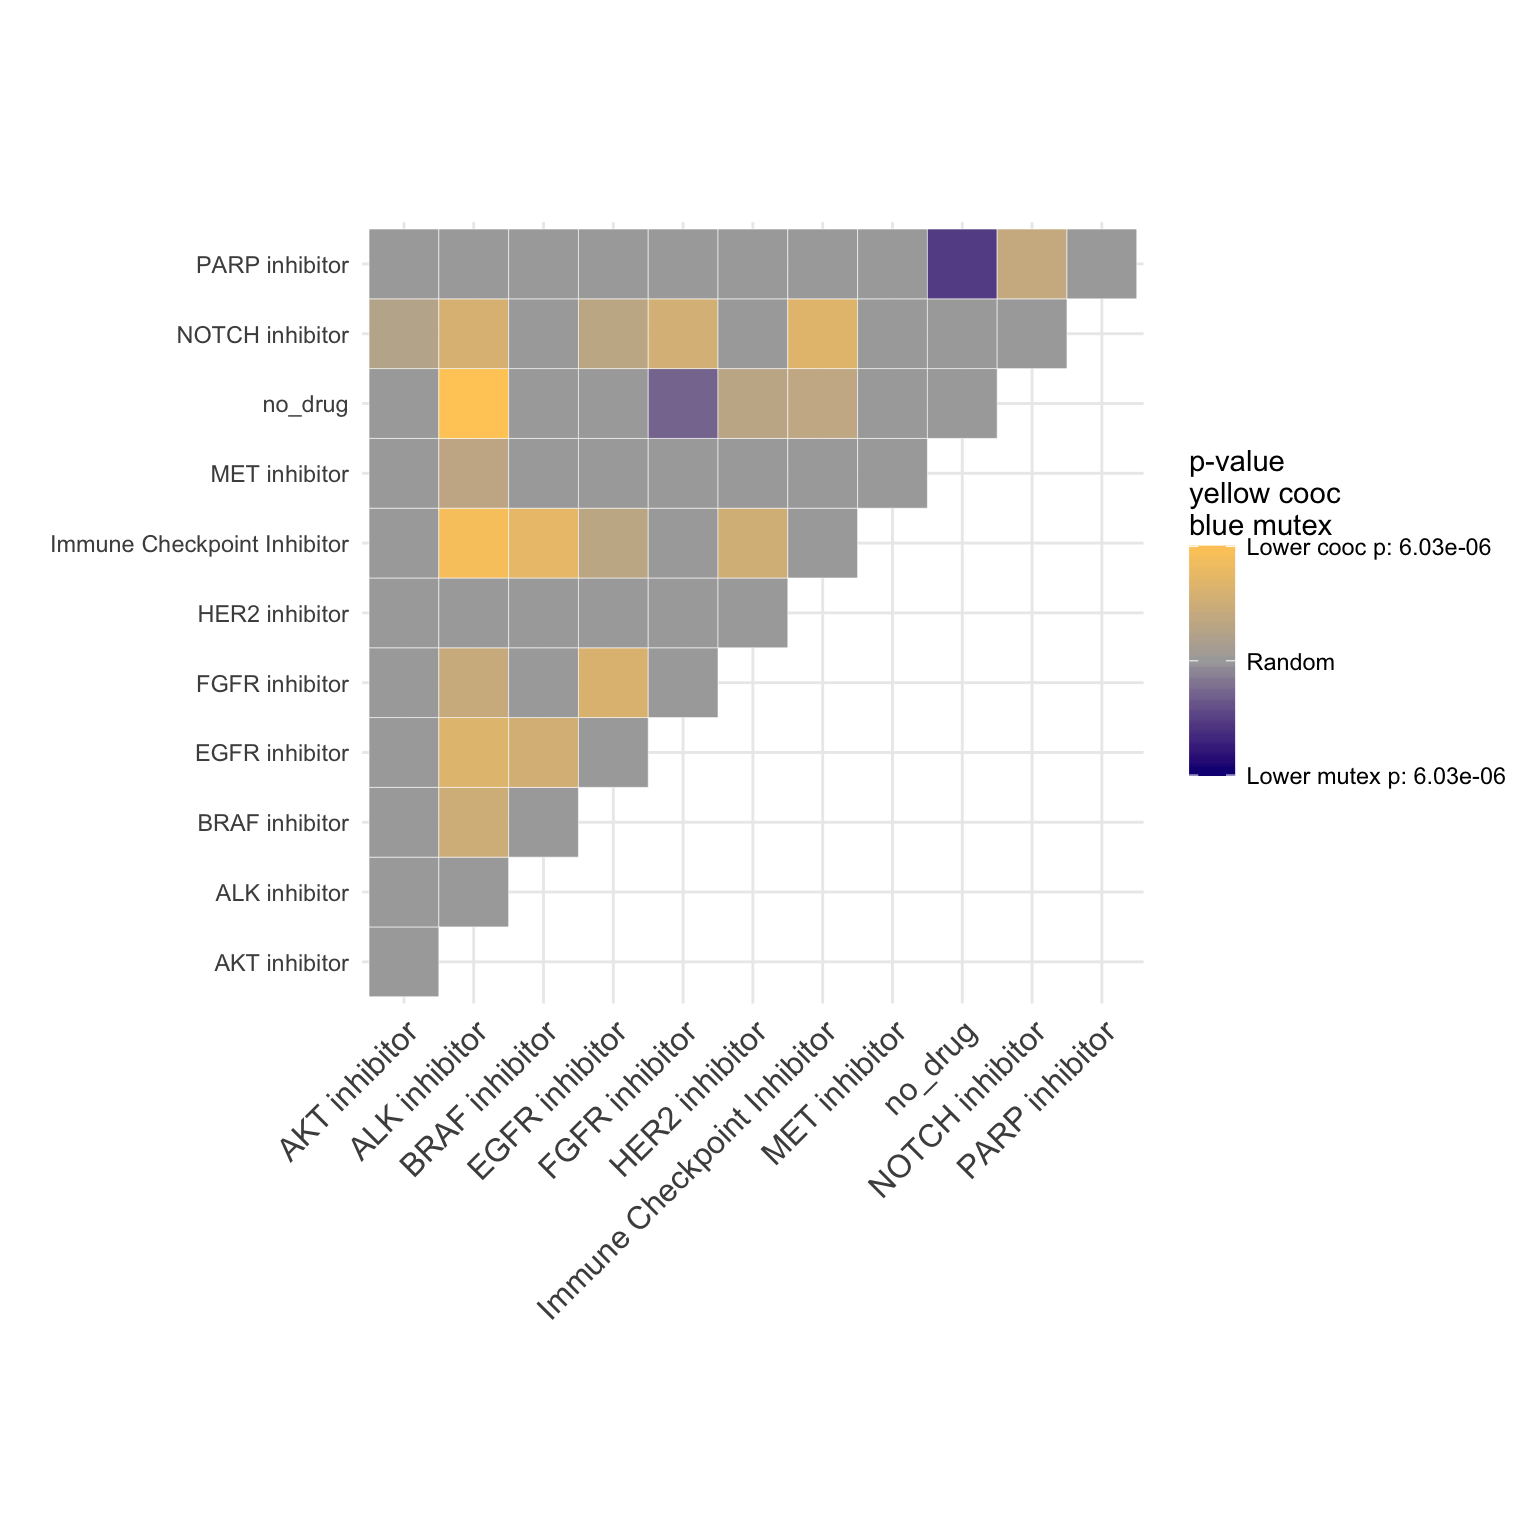 PARP inhibitor
NOTCH inhibitor
no_drug
MET inhibitor
Immune Checkpoint Inhibitor
HER2 inhibitor
FGFR inhibitor
EGFR inhibitor
BRAF inhibitor
ALK inhibitor
AKT inhibitor
AKT inhibitor
ALK inhibitor
BRAF inhibitor
EGFR inhibitor
FGFR inhibitor
HER2 inhibitor
Immune Checkpoint Inhibitor
MET inhibitor
no_drug
NOTCH inhibitor
PARP inhibitor
p-value
yellow cooc
blue mutex
Lower cooc p: 6.03e-06
Random
Lower mutex p: 6.03e-06